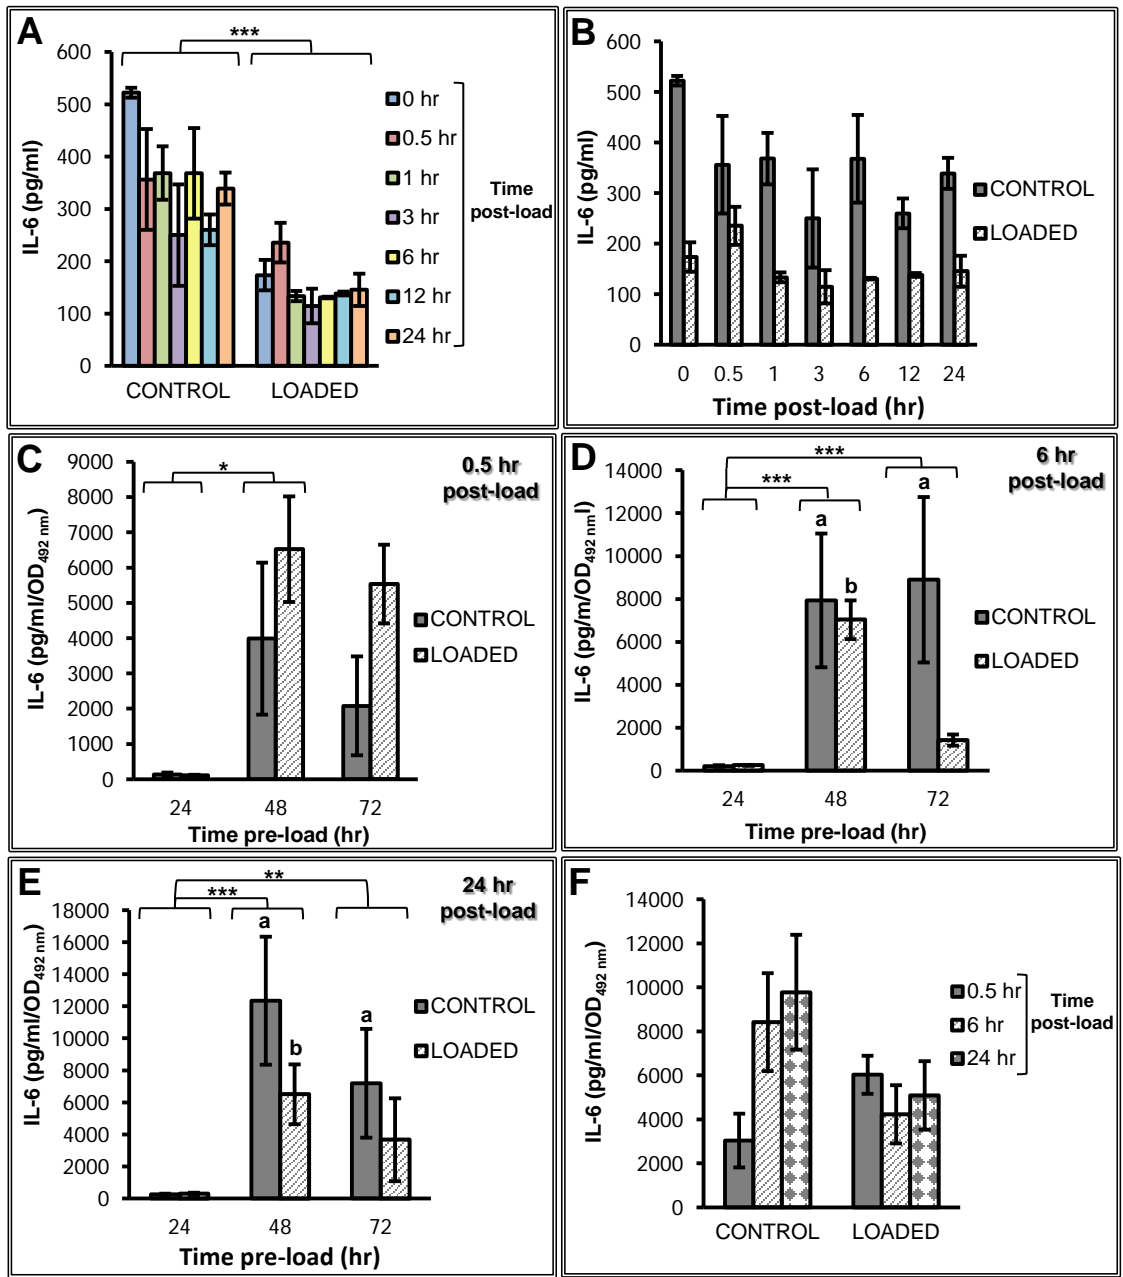 A
***
600
500
400
300
200
100
0
IL-6 (pg/ml)
CONTROL LOADED
0 hr
0.5 hr
1 hr
3 hr
6 hr
12 hr
24 hr
Time
post-load
B
600
500
400
300
200
100
0
IL-6 (pg/ml)
0 0.5 1 3 6 12 24
Time post-load (hr)
CONTROL
LOADED
C
0.5 hr
post-load
*
9000
8000
7000
6000
5000
4000
3000
2000
1000
0
IL-6 (pg/ml/OD492 nm)
24 48 72
Time pre-load (hr)
CONTROL
LOADED
D
6 hr
post-load
***
***
a
a
b
14000
12000
10000
8000
6000
4000
2000
0
IL-6 (pg/m/OD492 nml)
24 48 72
Time pre-load (hr)
CONTROL
LOADED
E
24 hr
post-load
**
***
a
a
b
18000
16000
14000
12000
10000
8000
6000
4000
2000
0
IL-6 (pg/ml/OD492 nm)
24 48 72
Time pre-load (hr)
CONTROL
LOADED
F
14000
12000
10000
8000
6000
4000
2000
0
IL-6 (pg/ml/OD492 nm)
CONTROL LOADED
0.5 hr
6 hr
24 hr
Time
post-load